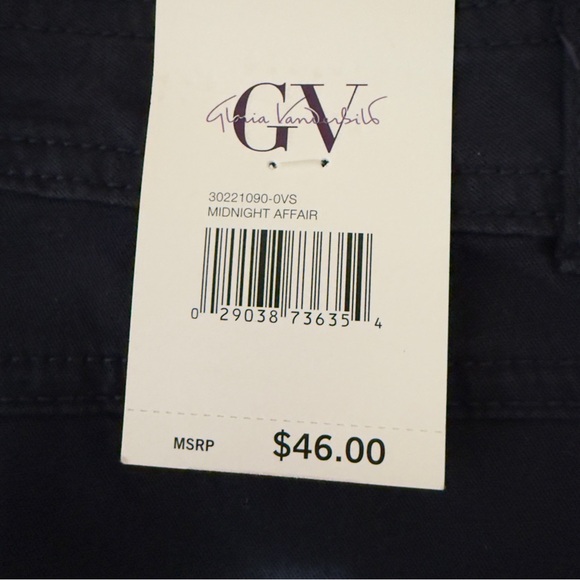 GV
Gloria Vanderbilt
30221090-0VS
MIDNIGHT AFFAIR
0 29038 73635 4
MSRP $46.00